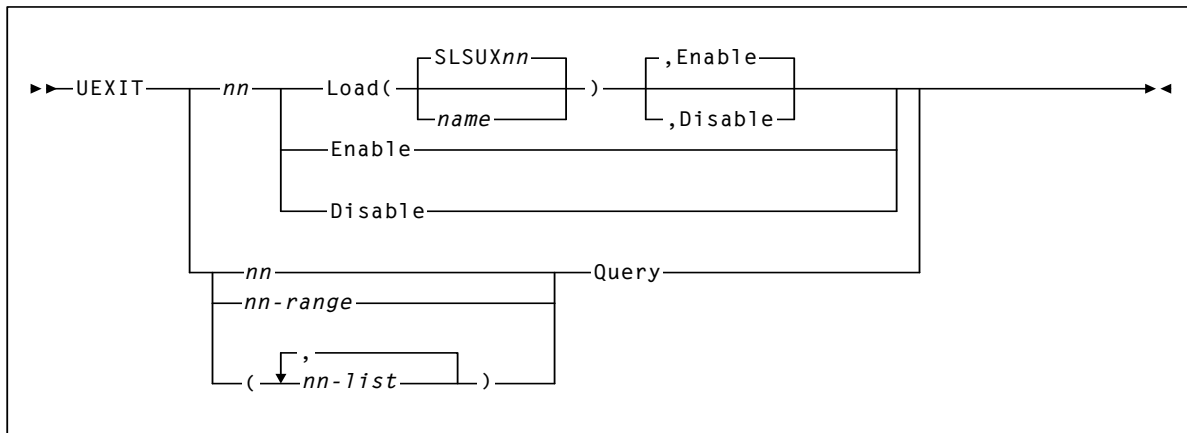 SLSUXnn ,Enable
UEXIT nn Load( name ) ,Disable
Enable
Disable
nn Query
nn-range
,
( nn-list )